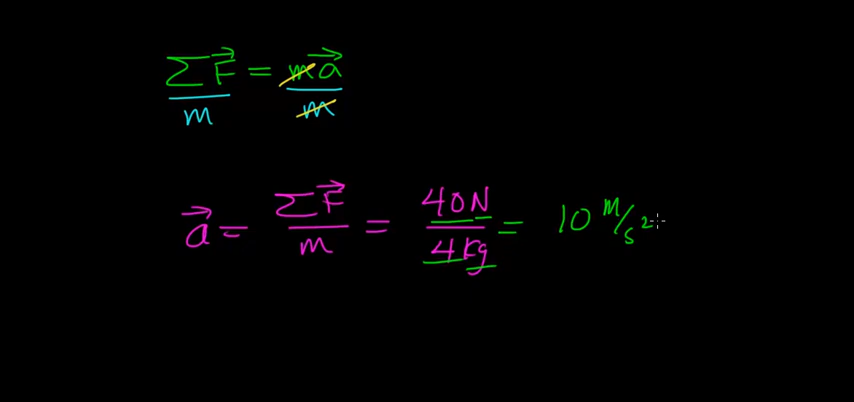 ΣF⃗/m = ma⃗/m
a⃗ = ΣF⃗/m = 40N/4kg = 10 m/s²